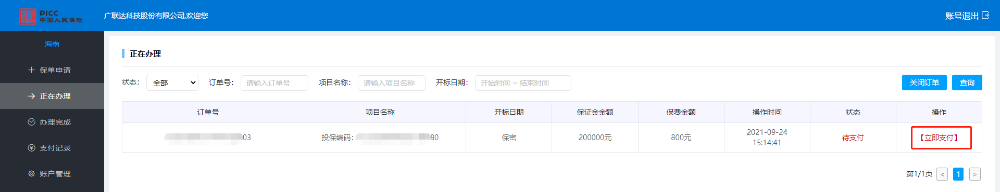 PICC
中国人民保险
广联达科技股份有限公司,欢迎您
账号退出
海南
保单申请
正在办理
办理完成
支付记录
账户管理
正在办理
状态： 全部 订单号： 请输入订单号 项目名称： 请输入项目名称 开标日期： 开始时间 ~ 结束时间 关闭订单 查询
订单号 项目名称 开标日期 保证金金额 保费金额 操作时间 状态 操作
03 投保编码： 80 保密 200000元 800元 2021-09-24 待支付 【立即支付】
15:14:41
第1/1页 < 1 >